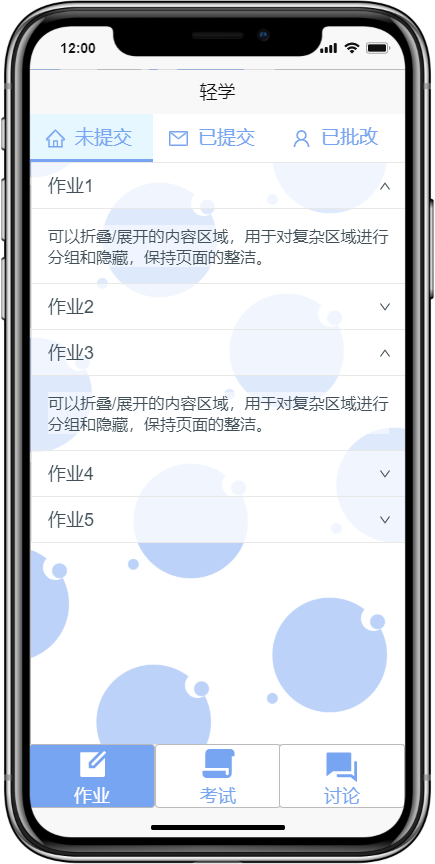 12:00
轻学
未提交 已提交 已批改
作业1
可以折叠/展开的内容区域，用于对复杂区域进行
分组和隐藏，保持页面的整洁。
作业2
作业3
可以折叠/展开的内容区域，用于对复杂区域进行
分组和隐藏，保持页面的整洁。
作业4
作业5
作业 考试 讨论